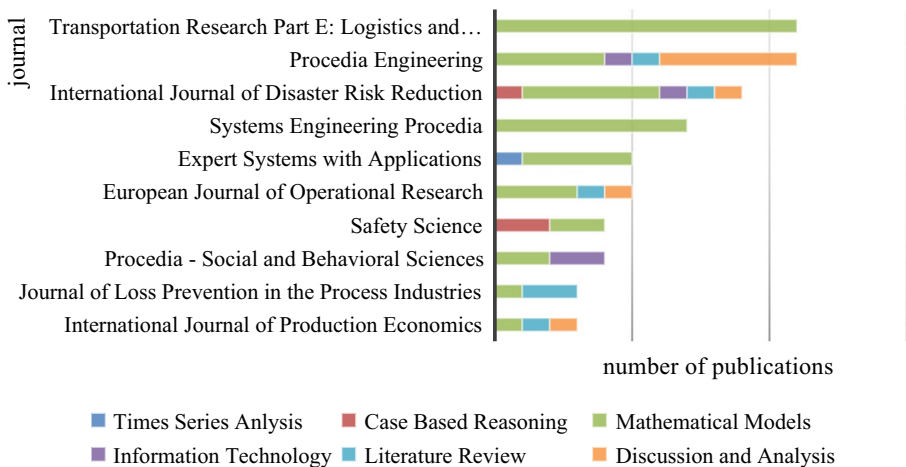 journal
Transportation Research Part E: Logistics and…
Procedia Engineering
International Journal of Disaster Risk Reduction
Systems Engineering Procedia
Expert Systems with Applications
European Journal of Operational Research
Safety Science
Procedia - Social and Behavioral Sciences
Journal of Loss Prevention in the Process Industries
International Journal of Production Economics
number of publications
Times Series Anlysis Case Based Reasoning Mathematical Models
Information Technology Literature Review Discussion and Analysis